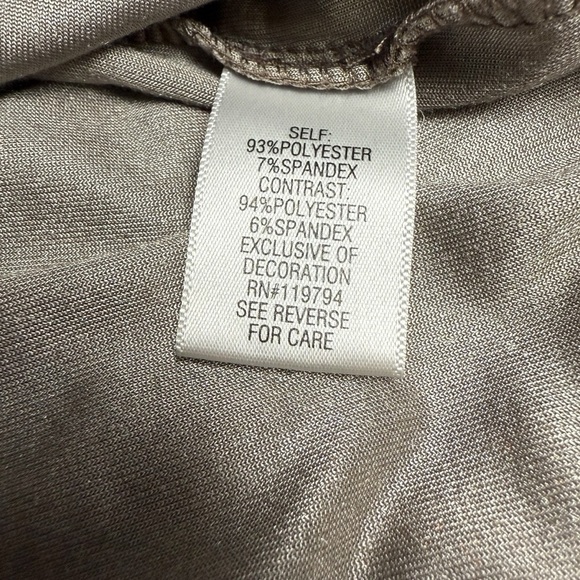 SELF:
93%POLYESTER
7%SPANDEX
CONTRAST:
94%POLYESTER
6%SPANDEX
EXCLUSIVE OF
DECORATION
RN#119794
SEE REVERSE
FOR CARE